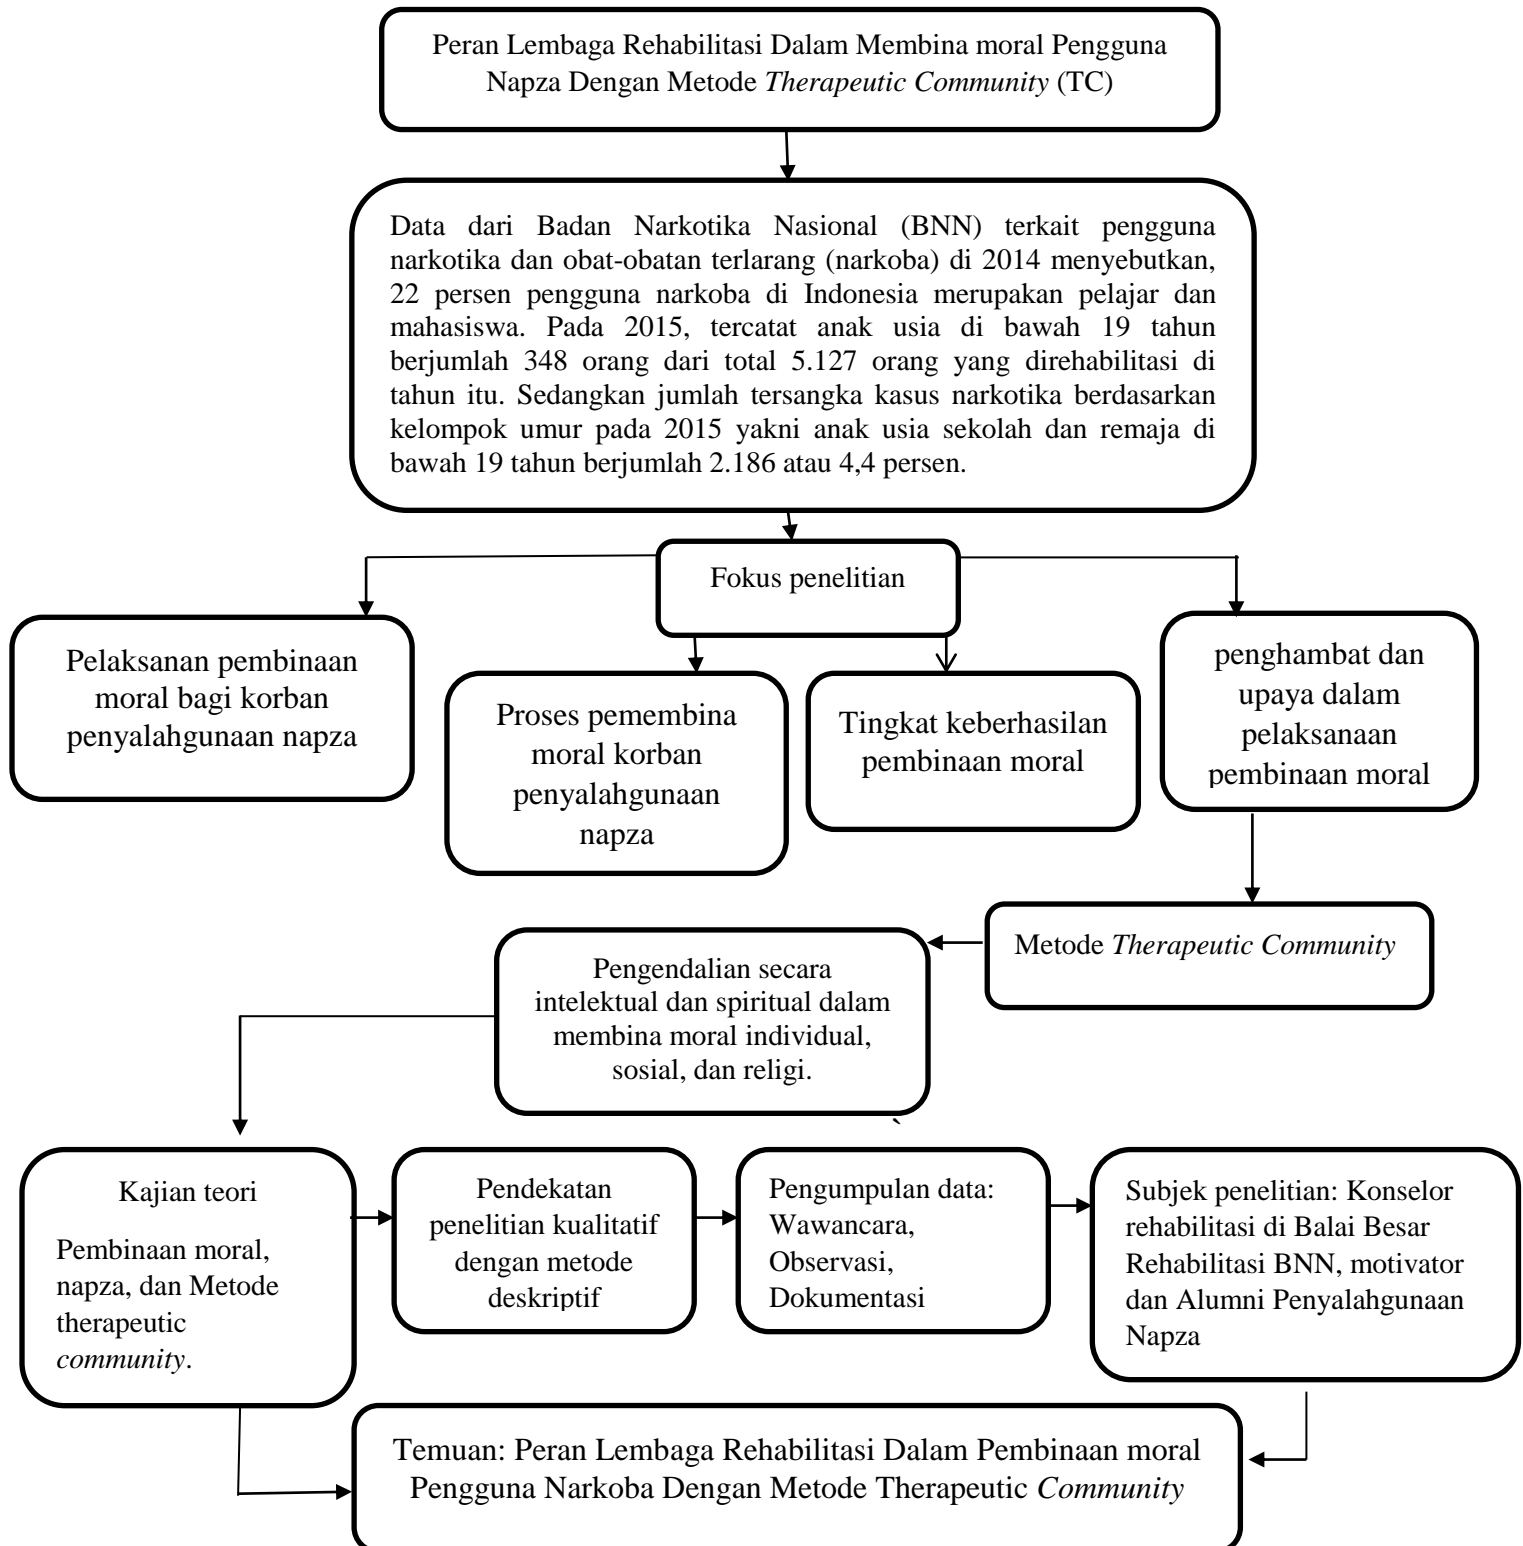 Peran Lembaga Rehabilitasi Dalam Membina moral Pengguna
Napza Dengan Metode Therapeutic Community (TC)
Data dari Badan Narkotika Nasional (BNN) terkait pengguna
narkotika dan obat-obatan terlarang (narkoba) di 2014 menyebutkan,
22 persen pengguna narkoba di Indonesia merupakan pelajar dan
mahasiswa. Pada 2015, tercatat anak usia di bawah 19 tahun
berjumlah 348 orang dari total 5.127 orang yang direhabilitasi di
tahun itu. Sedangkan jumlah tersangka kasus narkotika berdasarkan
kelompok umur pada 2015 yakni anak usia sekolah dan remaja di
bawah 19 tahun berjumlah 2.186 atau 4,4 persen.
Fokus penelitian
Pelaksanan pembinaan
moral bagi korban
penyalahgunaan napza
Proses pemembina
moral korban
penyalahgunaan
napza
Tingkat keberhasilan
pembinaan moral
penghambat dan
upaya dalam
pelaksanaan
pembinaan moral
Metode Therapeutic Community
Pengendalian secara
intelektual dan spiritual dalam
membina moral individual,
sosial, dan religi.
Kajian teori
Pembinaan moral,
napza, dan Metode
therapeutic
community.
Pendekatan
penelitian kualitatif
dengan metode
deskriptif
Pengumpulan data:
Wawancara,
Observasi,
Dokumentasi
Subjek penelitian: Konselor
rehabilitasi di Balai Besar
Rehabilitasi BNN, motivator
dan Alumni Penyalahgunaan
Napza
Temuan: Peran Lembaga Rehabilitasi Dalam Pembinaan moral
Pengguna Narkoba Dengan Metode Therapeutic Community